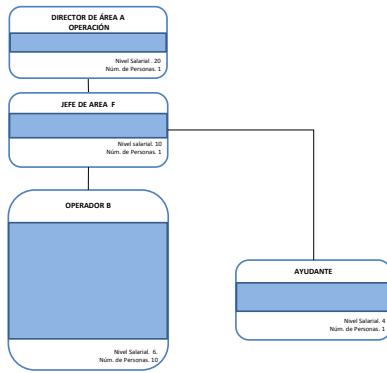 DIRECTOR DE ÁREA A
OPERACIÓN
Nivel Salarial . 20
Núm. de Personas. 1
JEFE DE AREA  F
Nivel salarial. 10
Núm. de Personas. 1
OPERADOR B
Nivel Salarial  6.
Núm. de Personas. 10
AYUDANTE
Nivel Salarial. 4
Núm. de Personas. 1